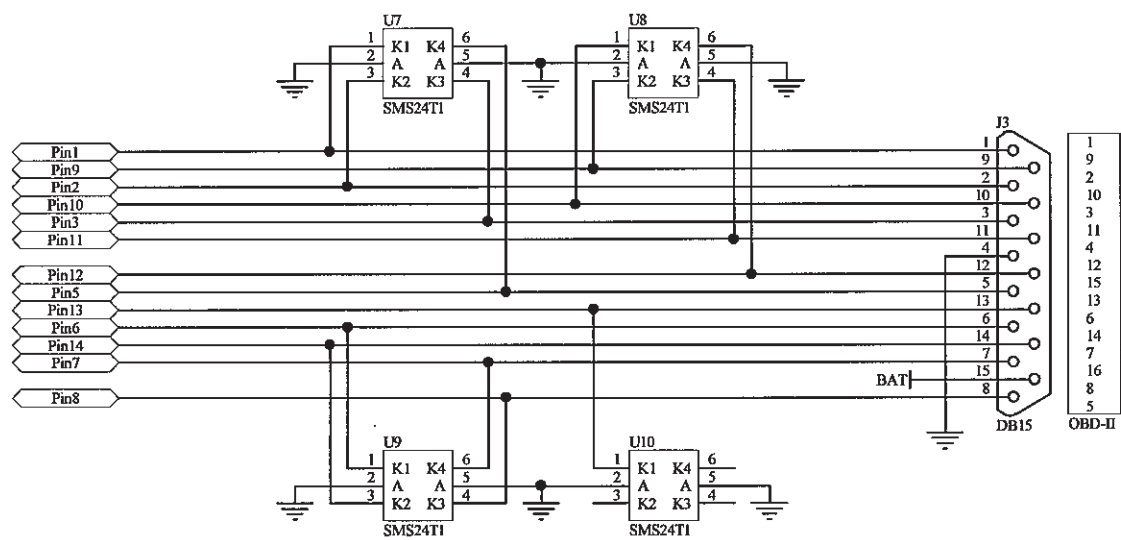 U7
1 K1 K4 6
2 A A 5
3 K2 K3 4
SMS24T1
U8
1 K1 K4 6
2 A A 5
3 K2 K3 4
SMS24T1
J3
Pin1
Pin9
Pin2
Pin10
Pin3
Pin11
Pin12
Pin5
Pin13
Pin6
Pin14
Pin7
Pin8
BAT
1
9
2
10
3
11
4
12
5
13
6
14
7
15
8
DB15
1
9
2
10
3
11
4
12
15
13
6
14
7
16
8
5
OBD-II
U9
1 K1 K4 6
2 A A 5
3 K2 K3 4
SMS24T1
U10
1 K1 K4 6
2 A A 5
3 K2 K3 4
SMS24T1